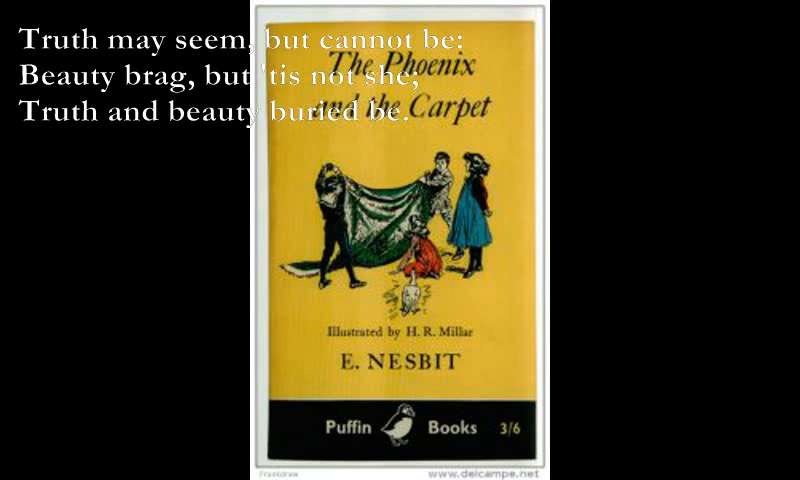 Truth may seem, but cannot be:
Beauty brag, but 'tis not she;
Truth and beauty buried be.
The Phoenix
and the Carpet
Illustrated by H. R. Millar
E. NESBIT
Puffin Books 3/6
Frankdraw
www.delcampe.net